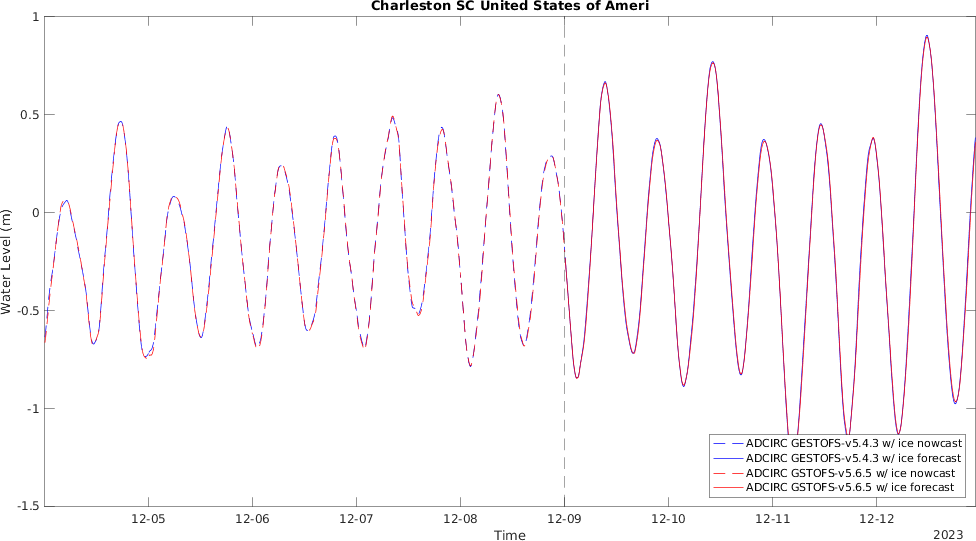 Charleston SC United States of Ameri
1
0.5
0
-0.5
-1
-1.5
Water Level (m)
12-05 12-06 12-07 12-08 12-09 12-10 12-11 12-12
Time
2023
ADCIRC GESTOFS-v5.4.3 w/ ice nowcast
ADCIRC GESTOFS-v5.4.3 w/ ice forecast
ADCIRC GSTOFS-v5.6.5 w/ ice nowcast
ADCIRC GSTOFS-v5.6.5 w/ ice forecast